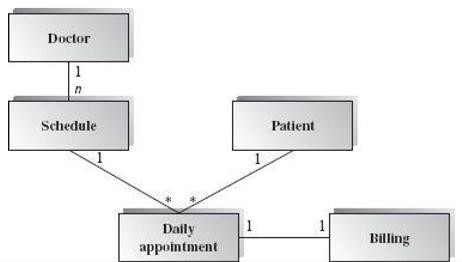 Doctor
1
n
Schedule
Patient
1
1
* *
Daily
appointment
1
1
Billing